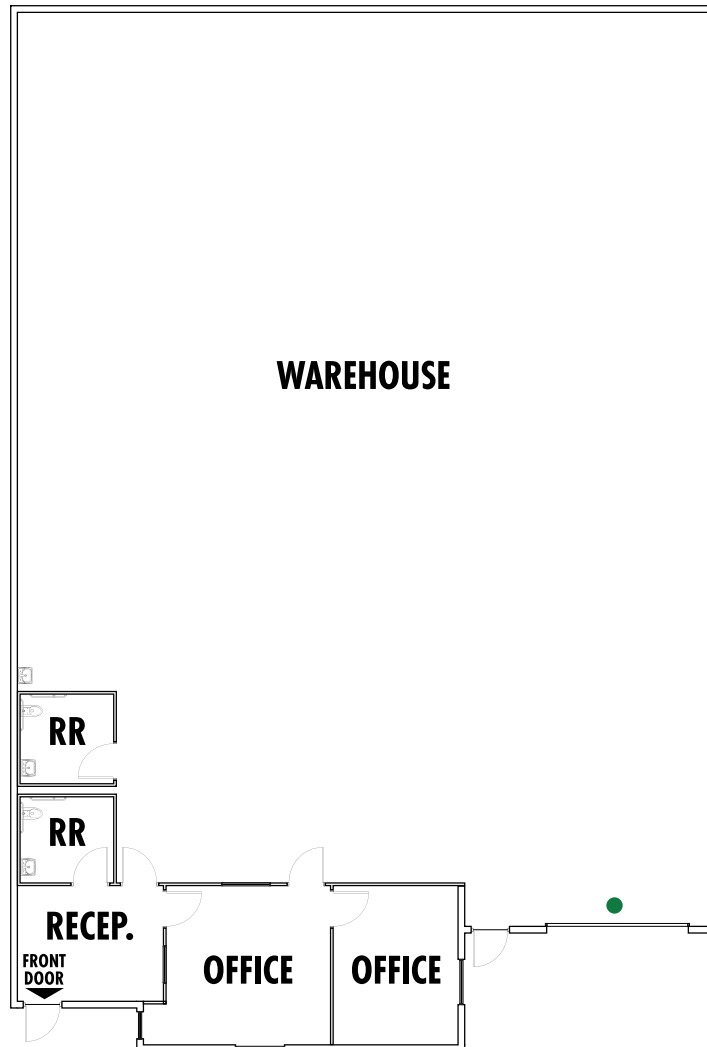 WAREHOUSE
RR
RR
RECEP.
FRONT
DOOR
OFFICE
OFFICE